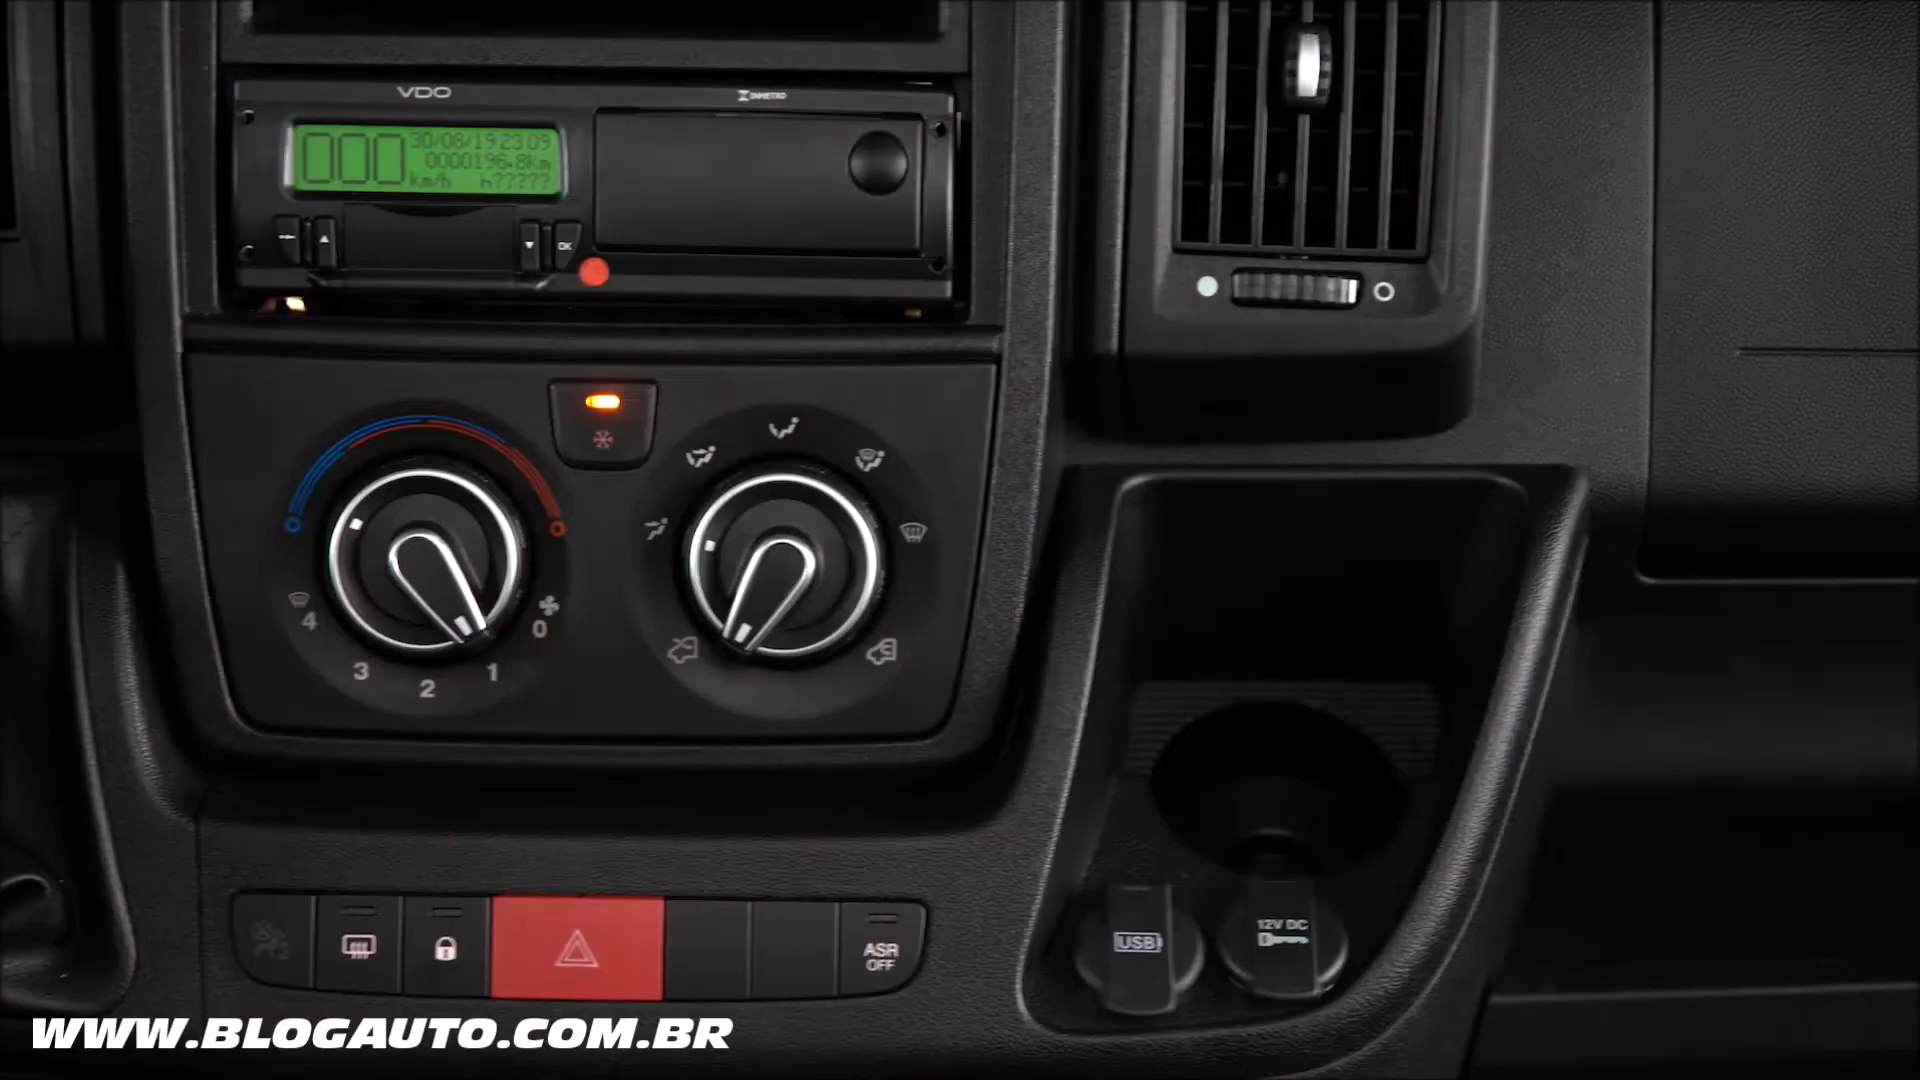 VDO
INMETRO
000 30/08/19 23 09
0000196.8km
km/h h?????
OK
4
0
3
1
2
ASR
OFF
USB
12V DC
WWW.BLOGAUTO.COM.BR